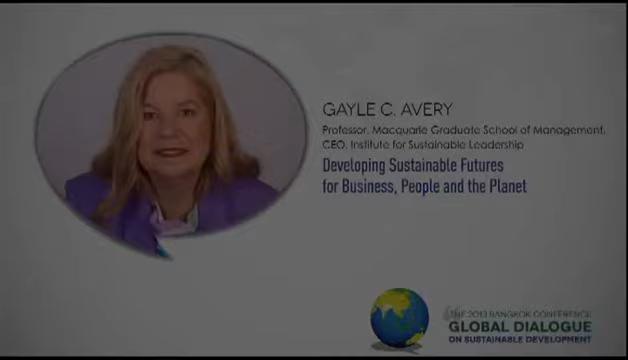 GAYLE C. AVERY
Professor, Macquarie Graduate School of Management,
CEO, Institute for Sustainable Leadership
Developing Sustainable Futures
for Business, People and the Planet
THE 2013 BANGKOK CONFERENCE
GLOBAL DIALOGUE
ON SUSTAINABLE DEVELOPMENT